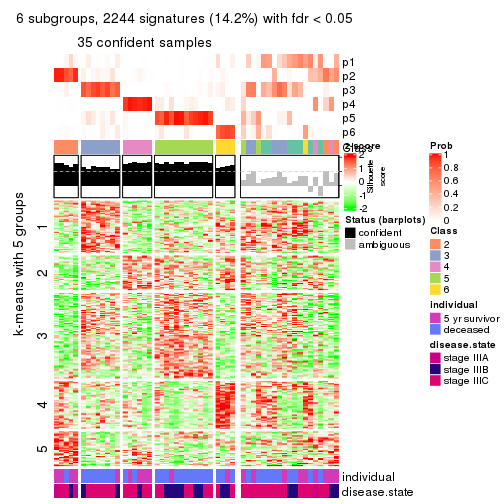 6 subgroups, 2244 signatures (14.2%) with fdr < 0.05
35 confident samples
p1
p2
p3
p4
p5
p6
Class
z-score
2
1
0
-1
-2
Silhouette
score
Prob
1
0.8
0.6
0.4
0.2
0
Status (barplots)
confident
ambiguous
Class
2
3
4
5
6
individual
5 yr survivor
deceased
disease.state
stage IIIA
stage IIIB
stage IIIC
k-means with 5 groups
1
2
3
4
5
individual
disease.state